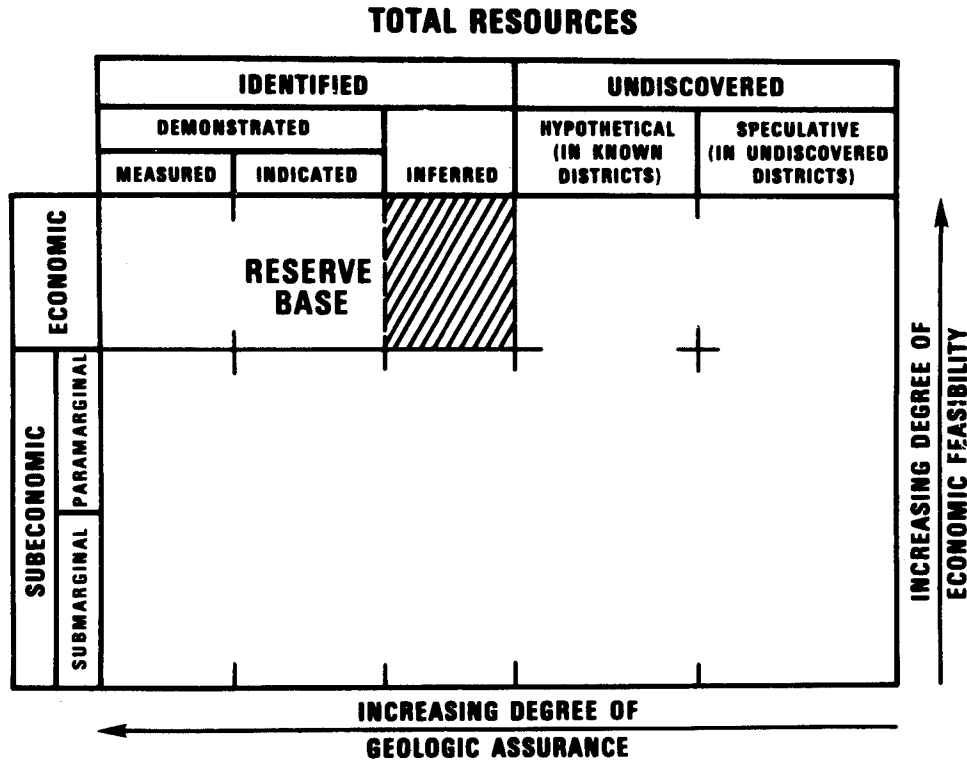 TOTAL RESOURCES
IDENTIFIED
UNDISCOVERED
DEMONSTRATED
MEASURED
INDICATED
INFERRED
HYPOTHETICAL
(IN KNOWN
DISTRICTS)
SPECULATIVE
(IN UNDISCOVERED
DISTRICTS)
ECONOMIC
RESERVE
BASE
SUBECONOMIC
PARAMARGINAL
SUBMARGINAL
INCREASING DEGREE OF
ECONOMIC FEASIBILITY
INCREASING DEGREE OF
GEOLOGIC ASSURANCE